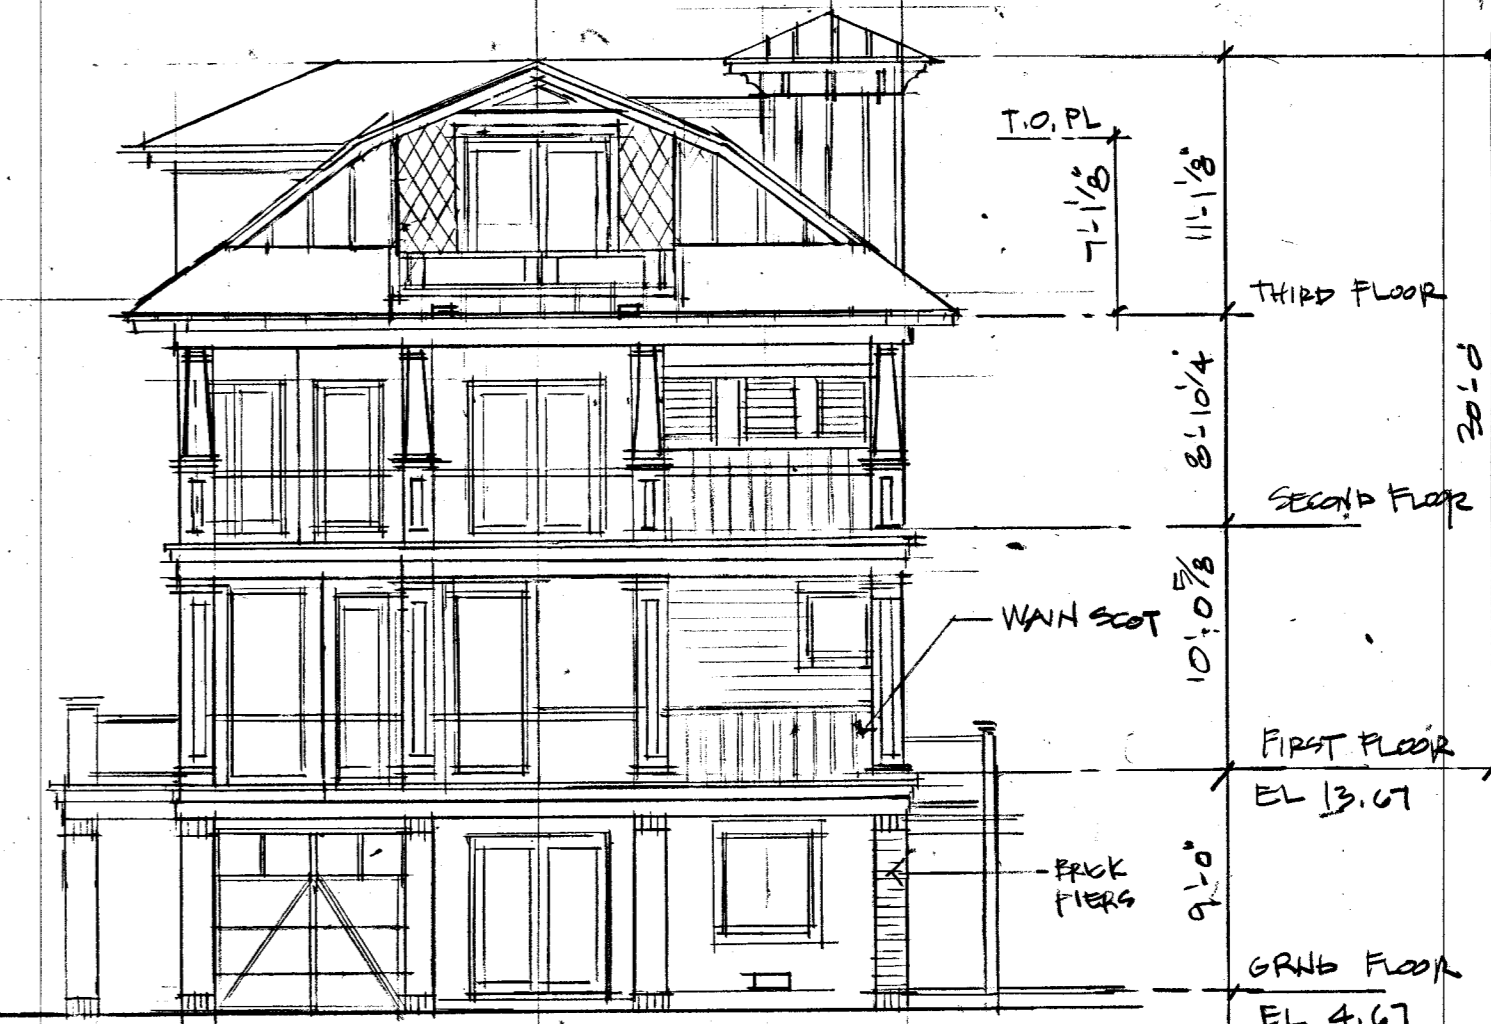 T.O. PL
7'-1 1/8"
11'-1 1/8"
THIRD FLOOR
8'-10 1/4"
30'-0"
SECOND FLOOR
10'-0 5/8
WAINSCOT
FIRST FLOOR
EL 13.67
9'-0"
BRICK
PIERS
GRND FLOOR
EL 4.67